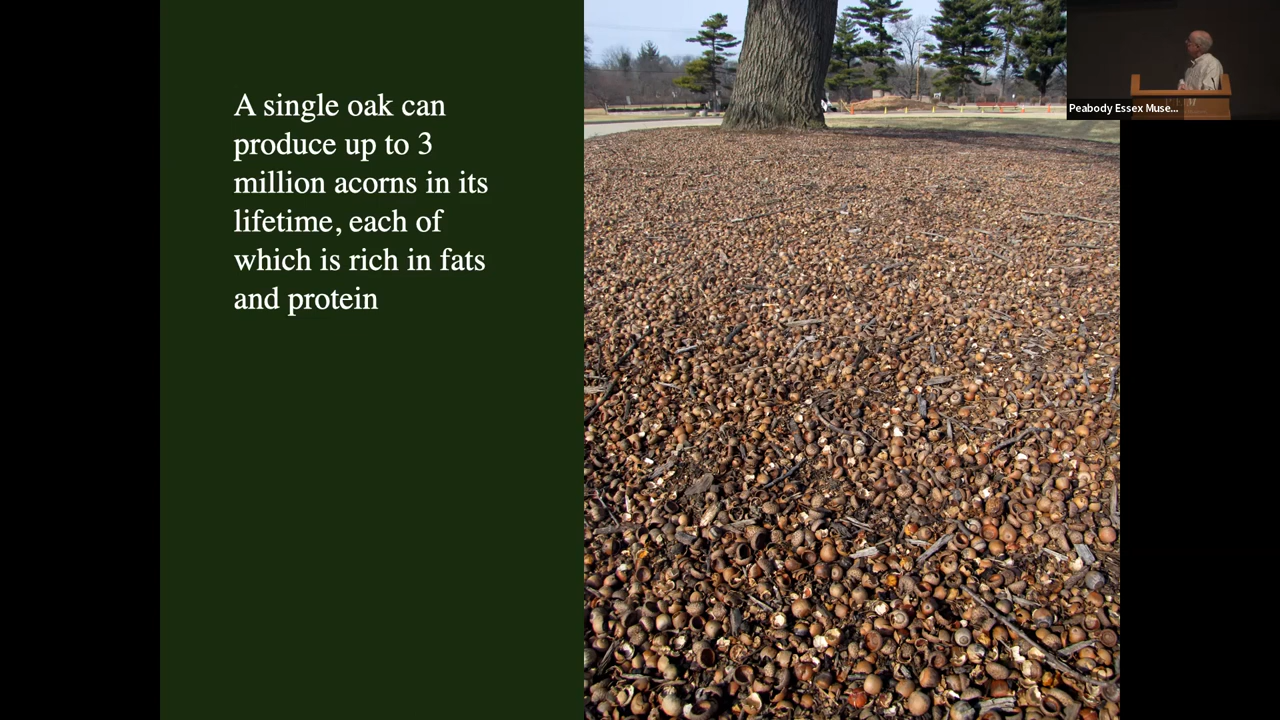 A single oak can
produce up to 3
million acorns in its
lifetime, each of
which is rich in fats
and protein
Peabody Essex Muse...